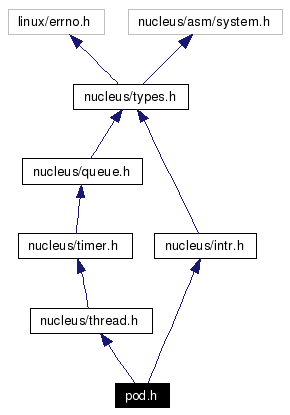 linux/errno.h
nucleus/asm/system.h
nucleus/types.h
nucleus/queue.h
nucleus/timer.h
nucleus/intr.h
nucleus/thread.h
pod.h